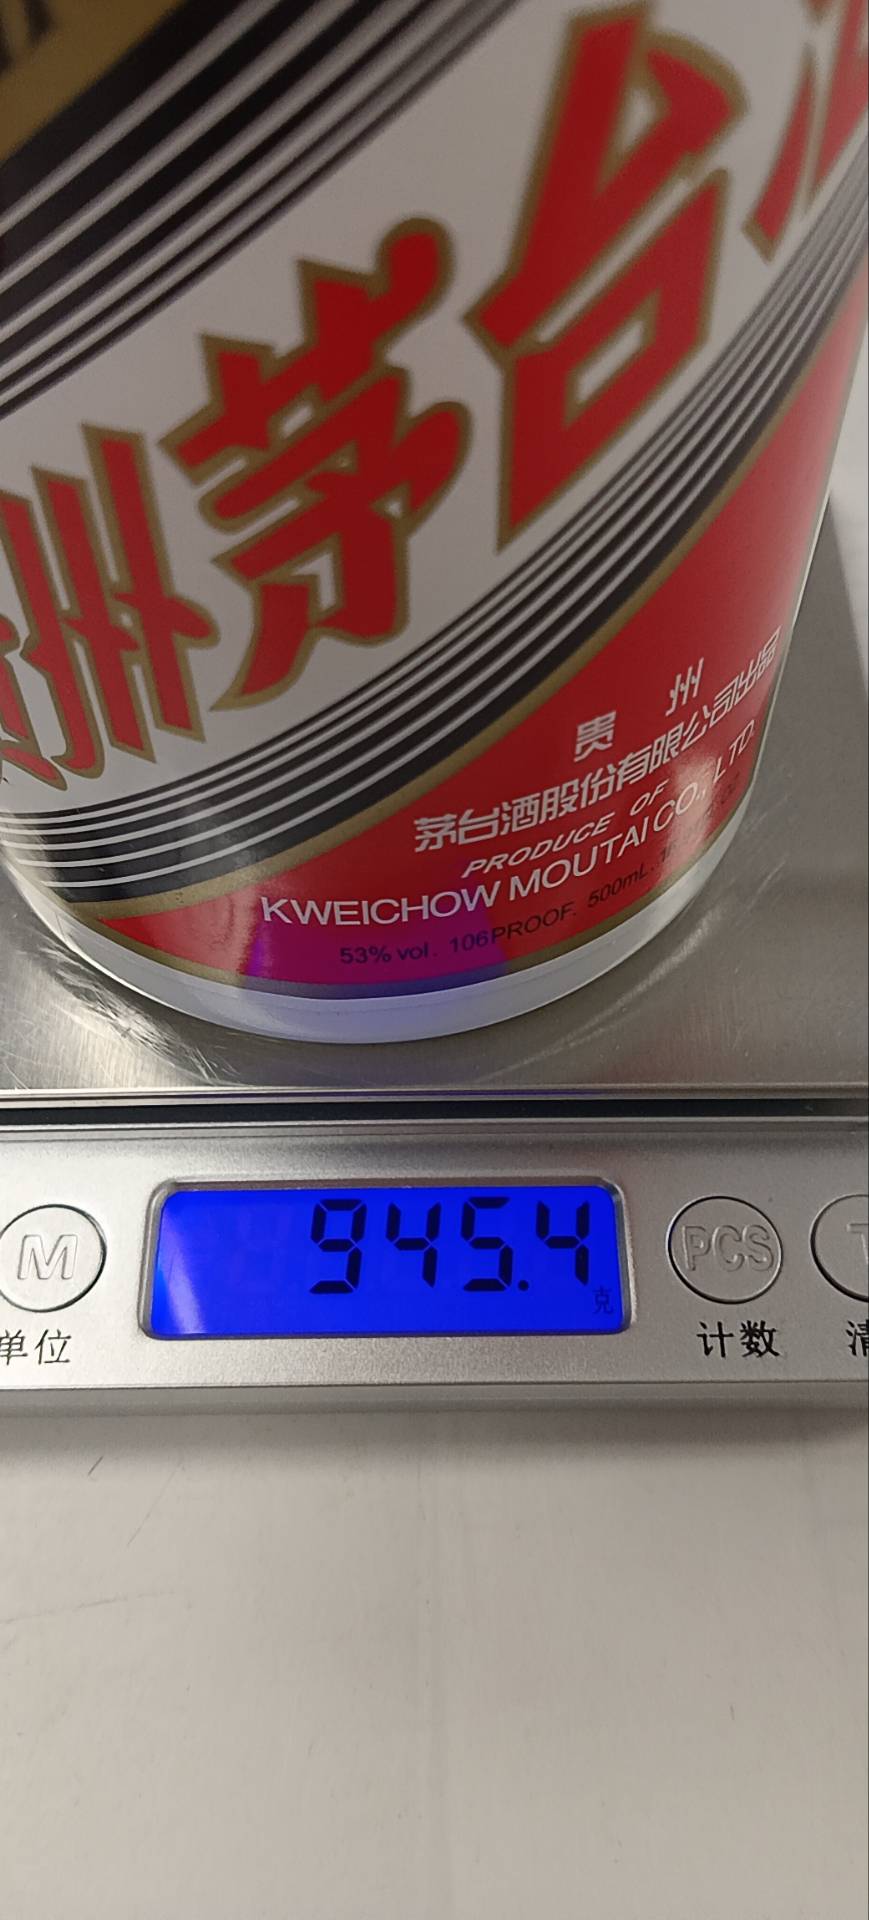 州茅台
贵州
茅台酒股份有限公司出品
PRODUCE OF
KWEICHOW MOUTAI CO., LTD.
53% vol. 106PROOF. 500mL.
945.4
克
M
PCS
单位
计数